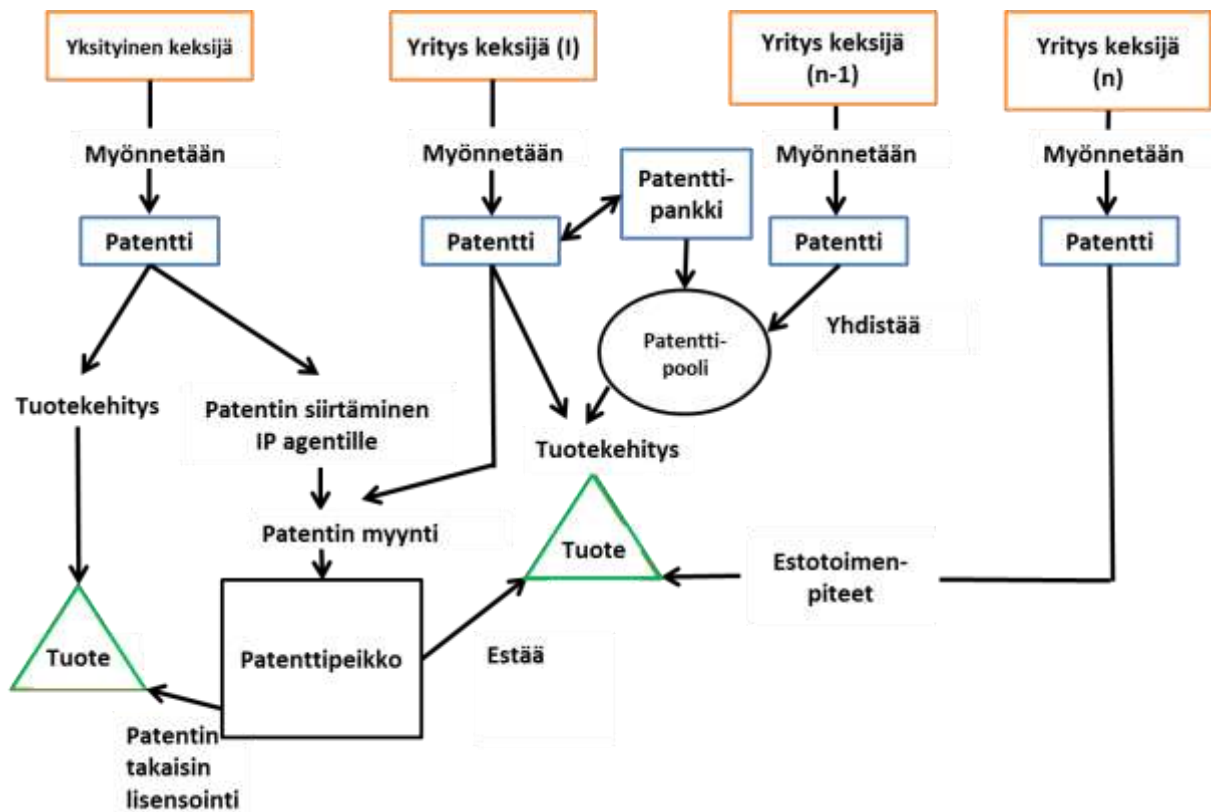 Yksityinen keksijä
Yritys keksijä (I)
Yritys keksijä
(n-1)
Yritys keksijä
(n)
Myönnetään
Myönnetään
Myönnetään
Myönnetään
Patentti-
pankki
Patentti
Patentti
Patentti
Patentti
Patentti-
pooli
Yhdistää
Tuotekehitys
Patentin siirtäminen
IP agentille
Tuotekehitys
Patentin myynti
Tuote
Estotoimen-
piteet
Tuote
Patenttipeikko
Estää
Patentin
takaisin
lisensointi